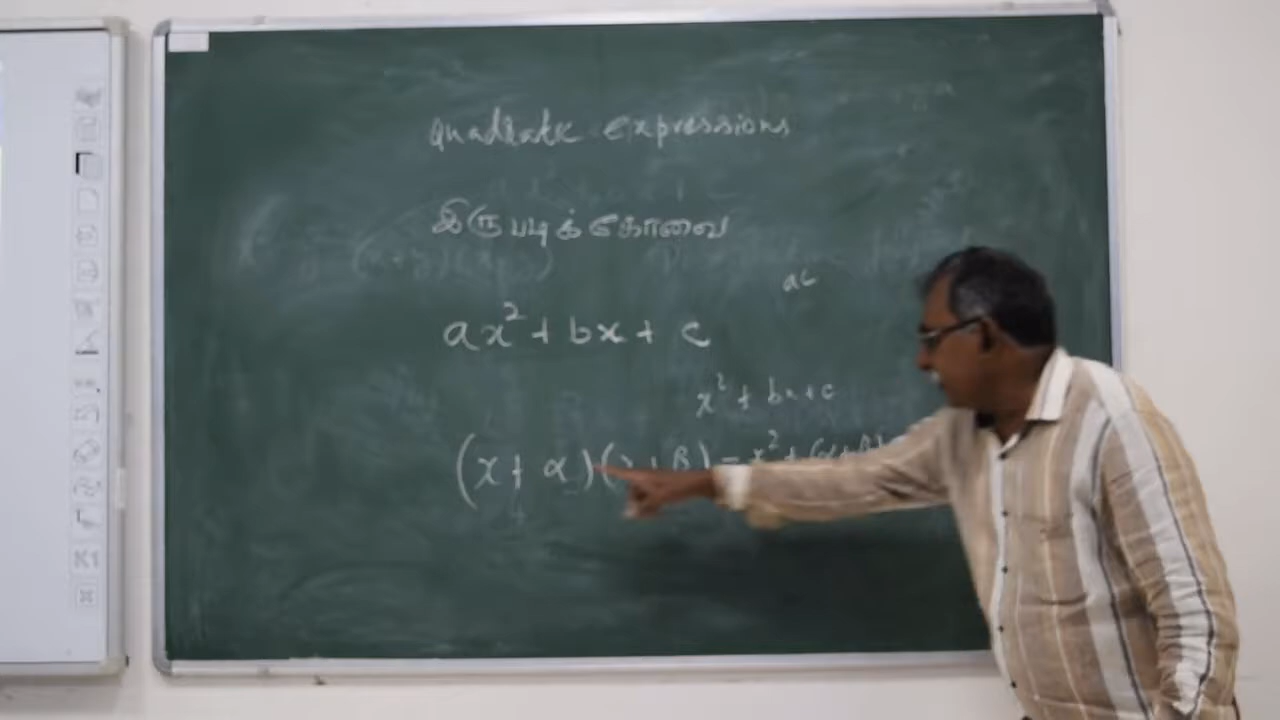 Quadratic expressions
இருபடிக் கோவை
ac
ax² + bx + c
x² + bx + c
(x + α)(x + β) = x² + (α + β)